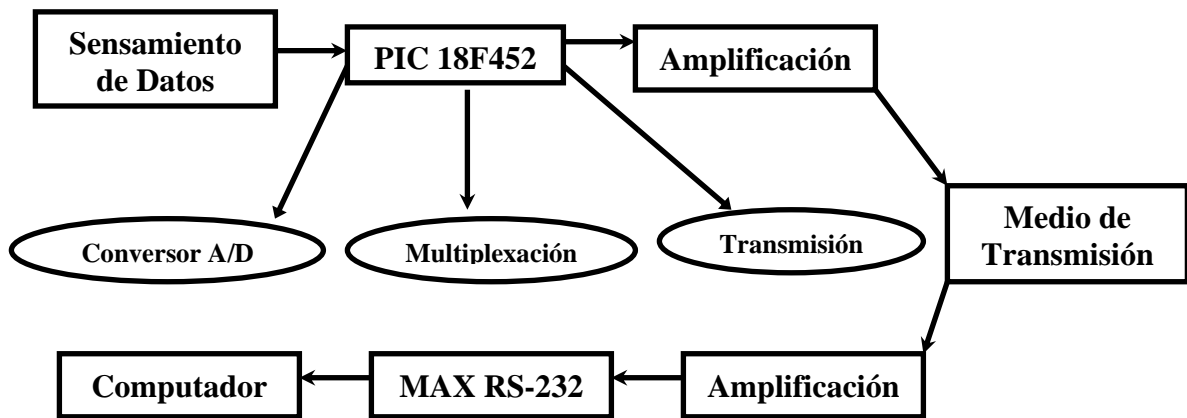 Sensamiento
de Datos
PIC 18F452
Amplificación
Conversor A/D
Multiplexación
Transmisión
Medio de
Transmisión
Computador
MAX RS-232
Amplificación